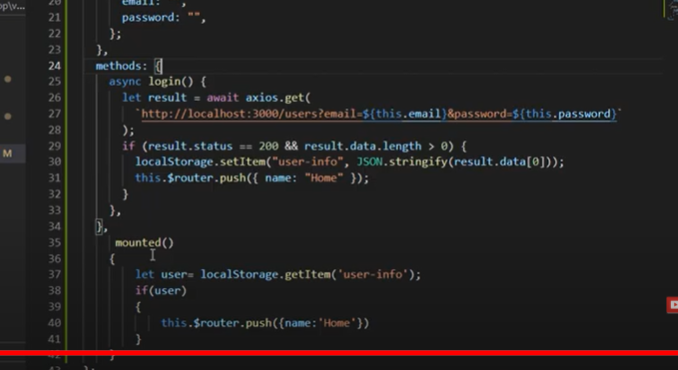 op\v...
20 email: "",
21 password: "",
22 };
23 },
24 methods: {
25 async login() {
26 let result = await axios.get(
27 `http://localhost:3000/users?email=${this.email}&password=${this.password}`
28 );
29 if (result.status == 200 && result.data.length > 0) {
30 localStorage.setItem("user-info", JSON.stringify(result.data[0]));
31 this.$router.push({ name: "Home" });
32 }
33 },
M
34 },
35 mounted()
36 {
37 let user= localStorage.getItem('user-info');
38 if(user)
39 {
40 this.$router.push({name:'Home'})
41 }
42 }
43 };